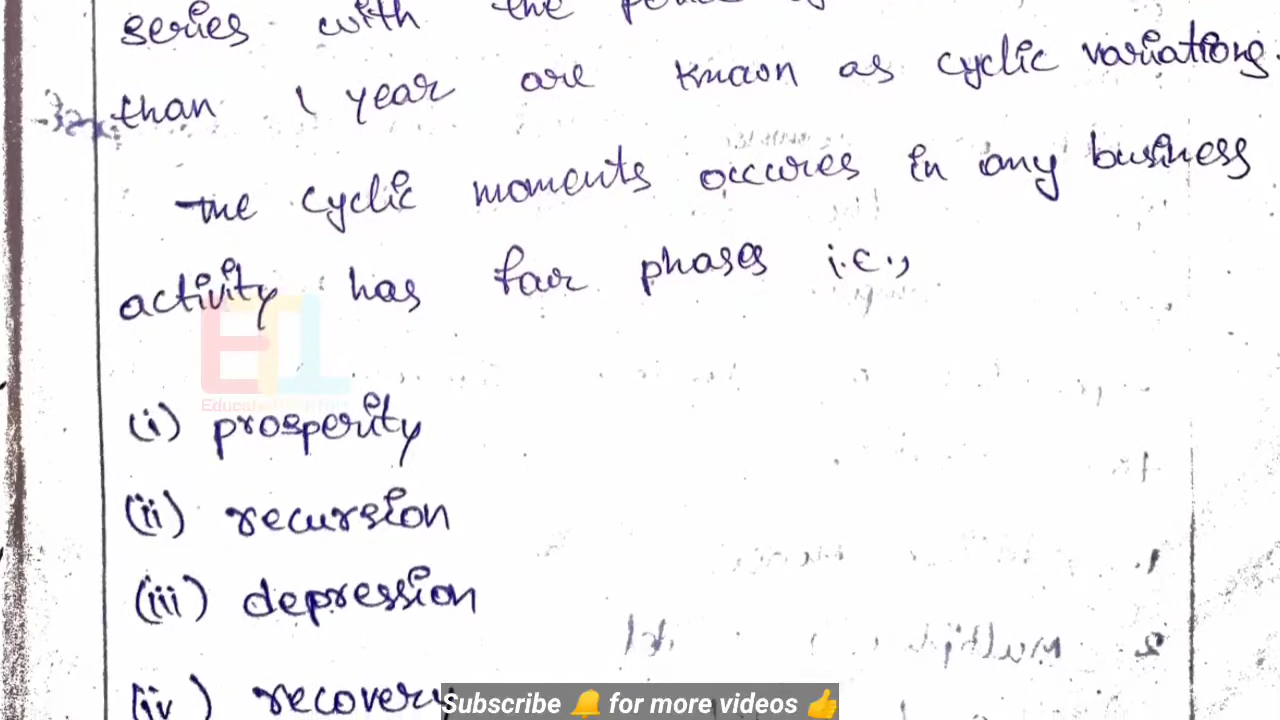 series with the
than 1 year are known as cyclic variations.
The cyclic moments occures in any business
activity has four phases i.e.,
(i) prosperity
(ii) recursion
(iii) depression
(iv) recovery
Subscribe 🔔 for more videos 👍